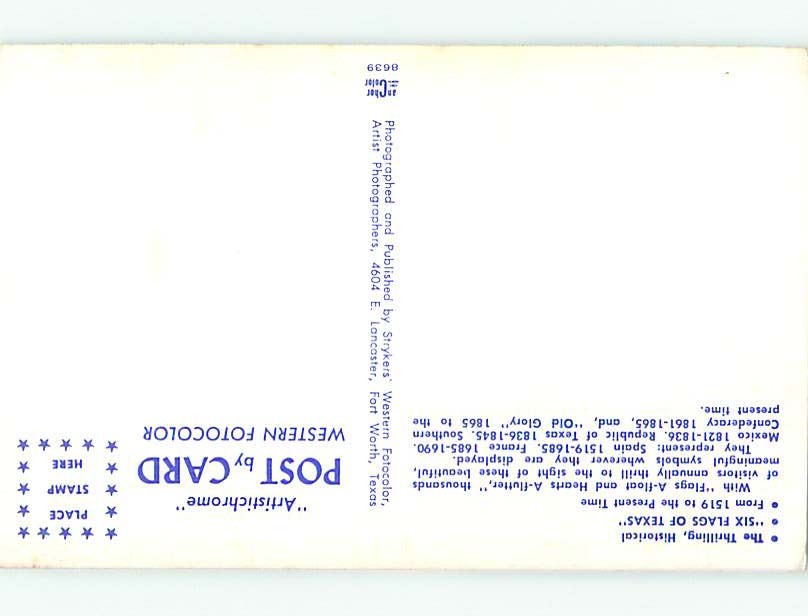 • The Thrilling, Historical
• "SIX FLAGS OF TEXAS"
• From 1519 to the Present Time
With "Flags A-float and Hearts A-flutter," thousands
of visitors annually thrill to the sight of these beautiful,
meaningful symbols wherever they are displayed.
They represent: Spain 1519-1685. France 1685-1690.
Mexico 1821-1836. Republic of Texas 1836-1845. Southern
Confederacy 1861-1865, and, "Old Glory" 1865 to the
present time.
Photographed and Published by Strykers' Western Fotocolor,
Artist Photographers, 4604 E. Lancaster, Fort Worth, Texas
Color
8639
"Artistichrome"
POST by CARD
WESTERN FOTOCOLOR
PLACE
STAMP
HERE